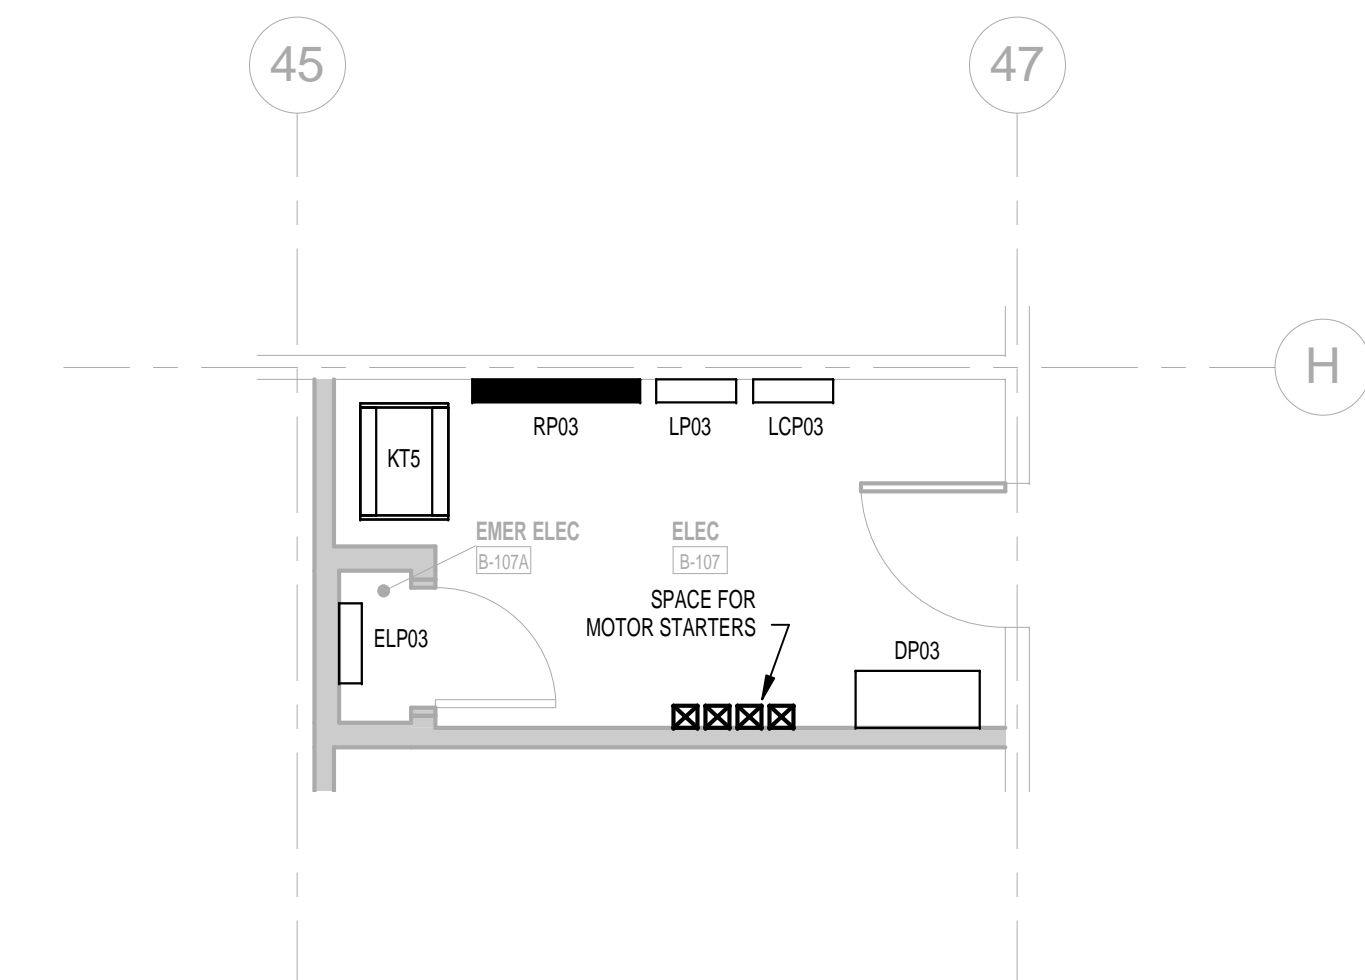 45
47
H
RP03
LP03
LCP03
KT5
EMER ELEC
B-107A
ELEC
B-107
SPACE FOR
MOTOR STARTERS
ELP03
DP03